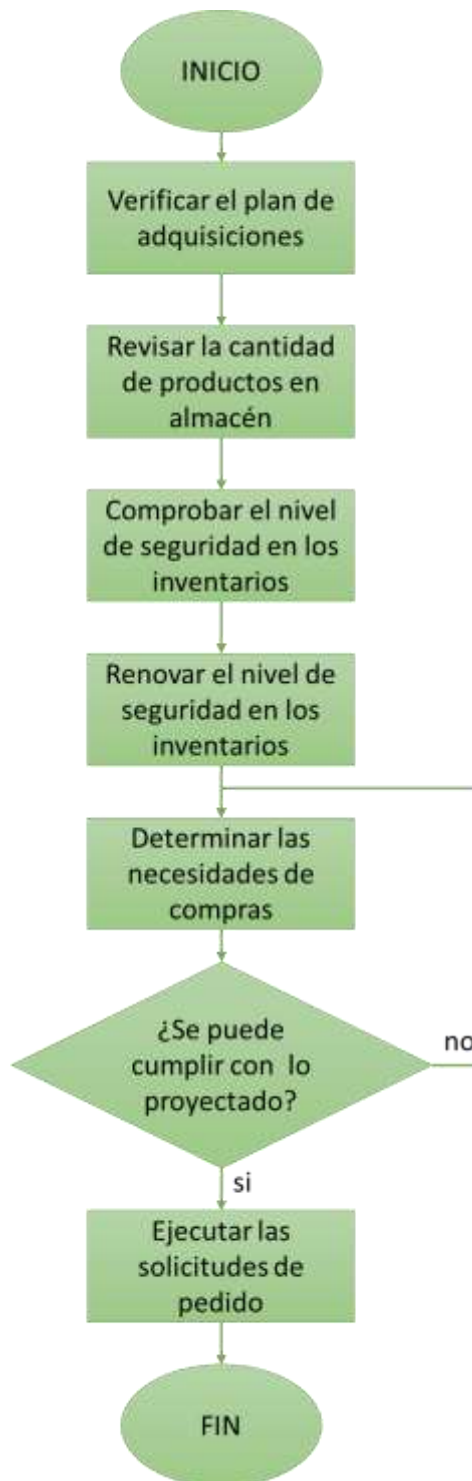 INICIO
Verificar el plan de
adquisiciones
Revisar la cantidad
de productos en
almacén
Comprobar el nivel
de seguridad en los
inventarios
Renovar el nivel de
seguridad en los
inventarios
Determinar las
necesidades de
compras
¿Se puede
cumplir con lo
proyectado?
no
si
Ejecutar las
solicitudes de
pedido
FIN